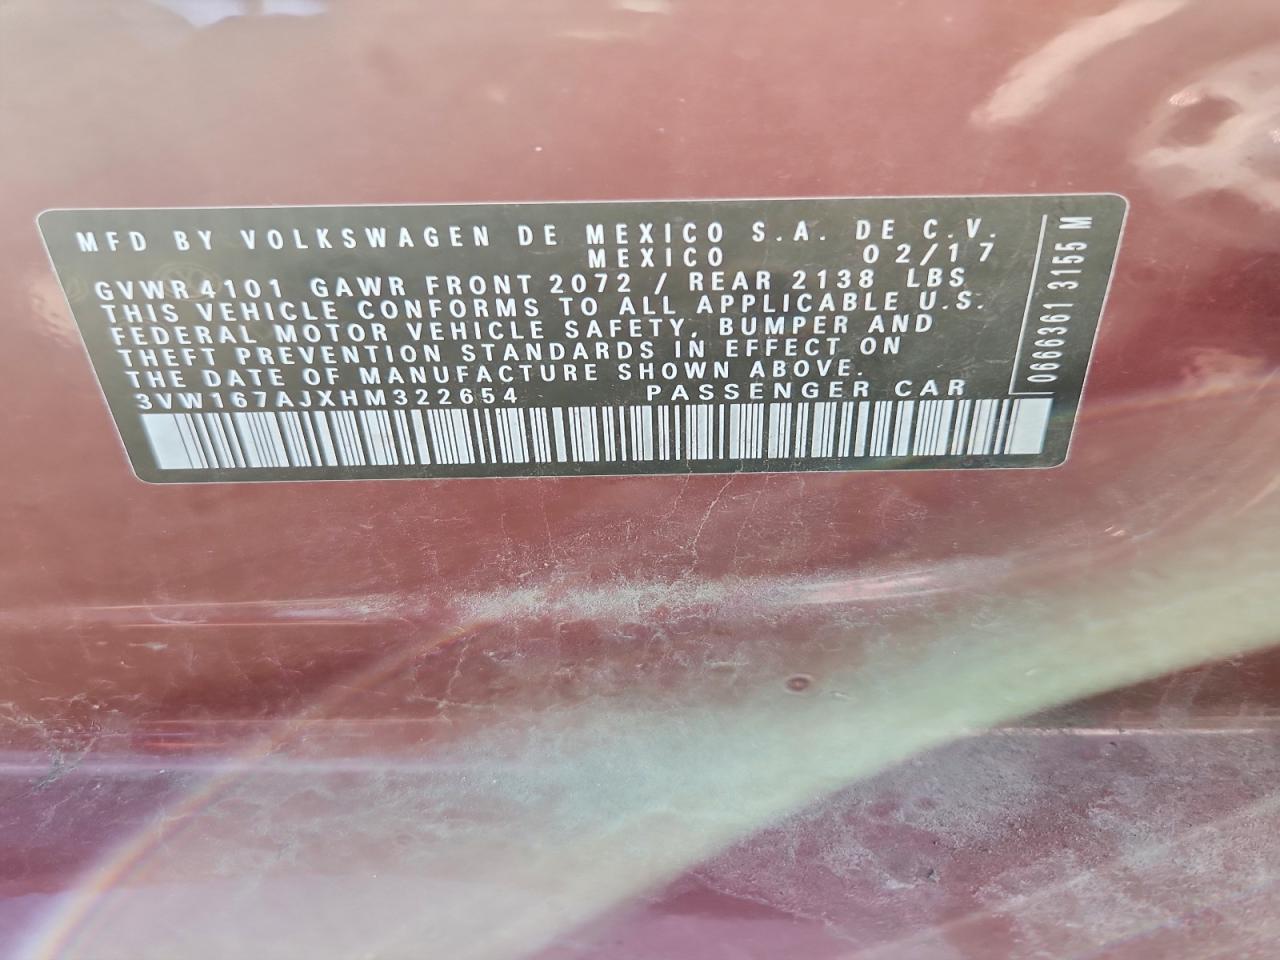 MFD BY VOLKSWAGEN DE MEXICO S.A. DE C.V.
MEXICO 02/17
GVWR 4101 GAWR FRONT 2072 / REAR 2138 LBS
THIS VEHICLE CONFORMS TO ALL APPLICABLE U.S.
FEDERAL MOTOR VEHICLE SAFETY, BUMPER AND
THEFT PREVENTION STANDARDS IN EFFECT ON
THE DATE OF MANUFACTURE SHOWN ABOVE.
3VW167AJXHM322654 PASSENGER CAR
0666361 3155 M